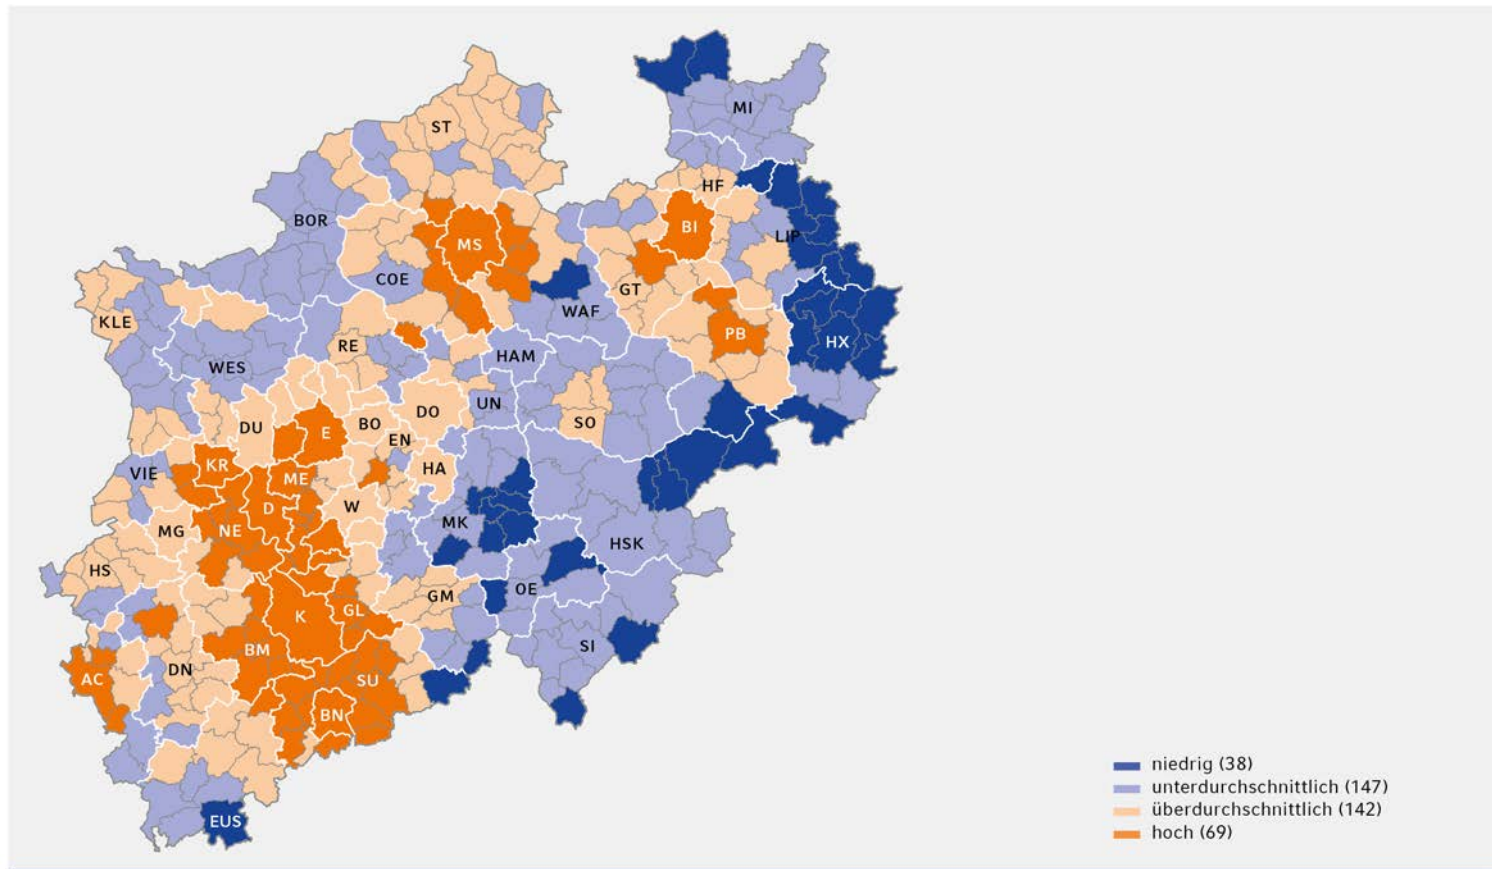 MI
ST
HF
BOR
BI
MS
LIP
COE
GT
WAF
KLE
PB
HX
RE
HAM
WES
UN
DO
SO
BO
DU
E
EN
KR
HA
VIE
ME
W
D
MK
NE
MG
HSK
HS
OE
GM
GL
K
SI
BM
DN
AC
SU
BN
EUS
niedrig (38)
unterdurchschnittlich (147)
überdurchschnittlich (142)
hoch (69)